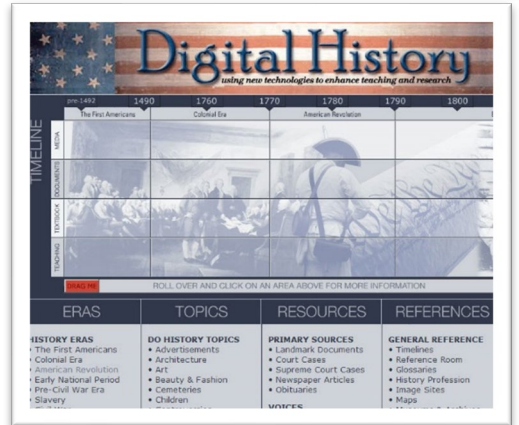 Digital History
using new technologies to enhance teaching and research
pre-1492 1490 1760 1770 1780 1790 1800
The First Americans Colonial Era American Revolution
TIMELINE
MEDIA
DOCUMENTS
TEXTBOOK
TEACHING
DRAG ME ROLL OVER AND CLICK ON AN AREA ABOVE FOR MORE INFORMATION
ERAS TOPICS RESOURCES REFERENCES
HISTORY ERAS
• The First Americans
• Colonial Era
• American Revolution
• Early National Period
• Pre-Civil War Era
• Slavery
DO HISTORY TOPICS
• Advertisements
• Architecture
• Art
• Beauty & Fashion
• Cemeteries
• Children
PRIMARY SOURCES
• Landmark Documents
• Court Cases
• Supreme Court Cases
• Newspaper Articles
• Obituaries
VOICES
GENERAL REFERENCE
• Timelines
• Reference Room
• Glossaries
• History Profession
• Image Sites
• Maps